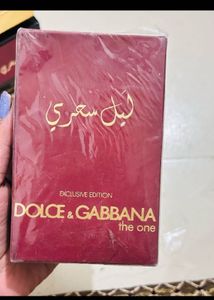 ليل سحري
EXCLUSIVE EDITION
DOLCE & GABBANA
the one